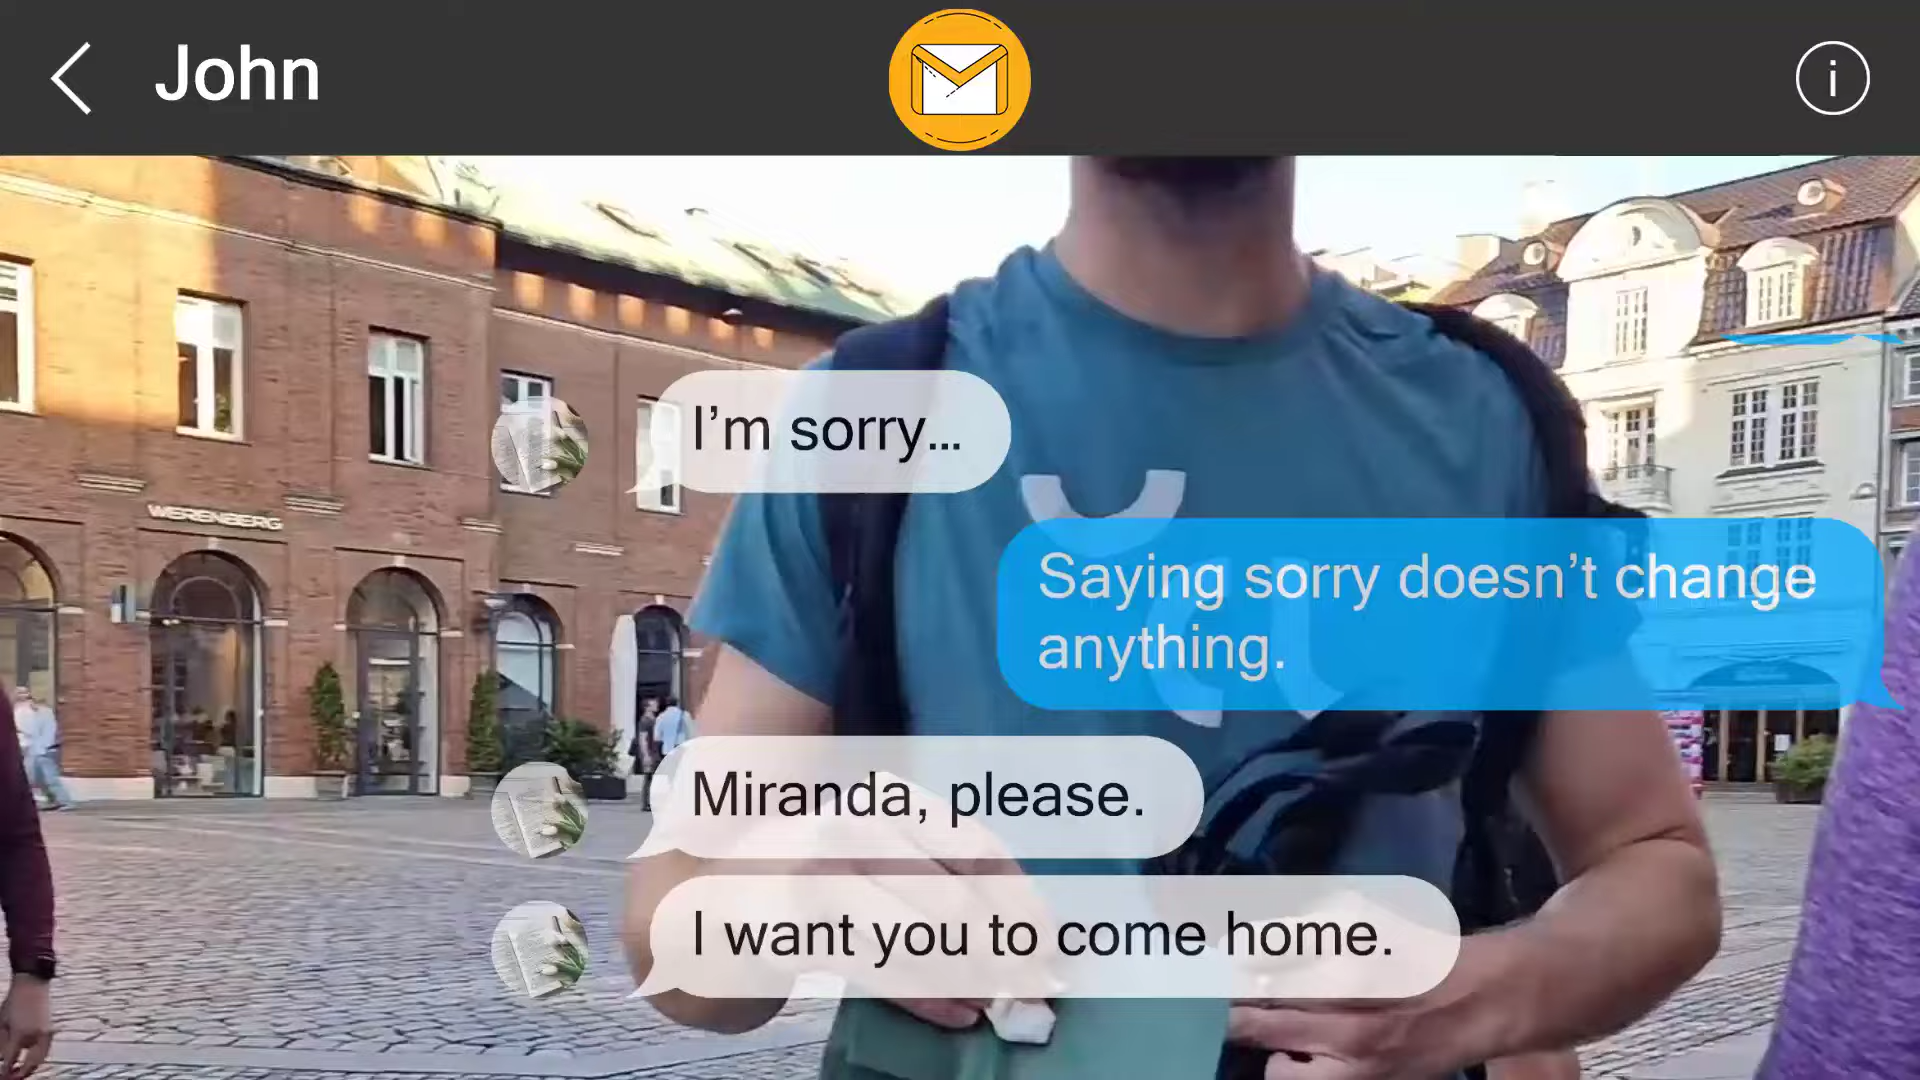 John
I’m sorry...
WERENBERG
Saying sorry doesn’t change
anything.
Miranda, please.
I want you to come home.